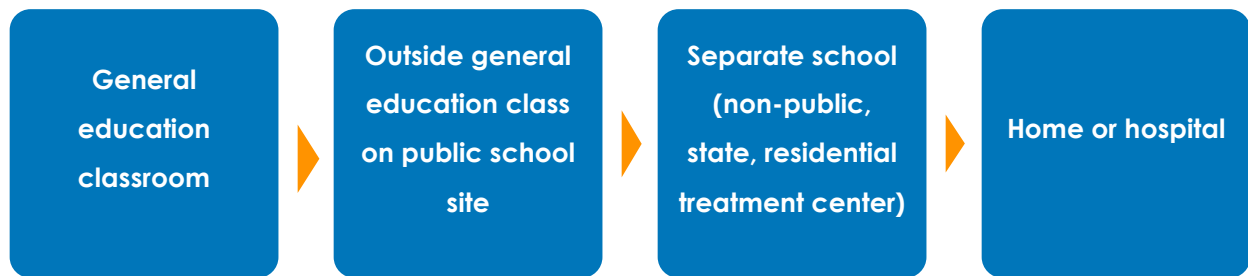 General
education
classroom
Outside general
education class
on public school
site
Separate school
(non-public,
state, residential
treatment center)
Home or hospital